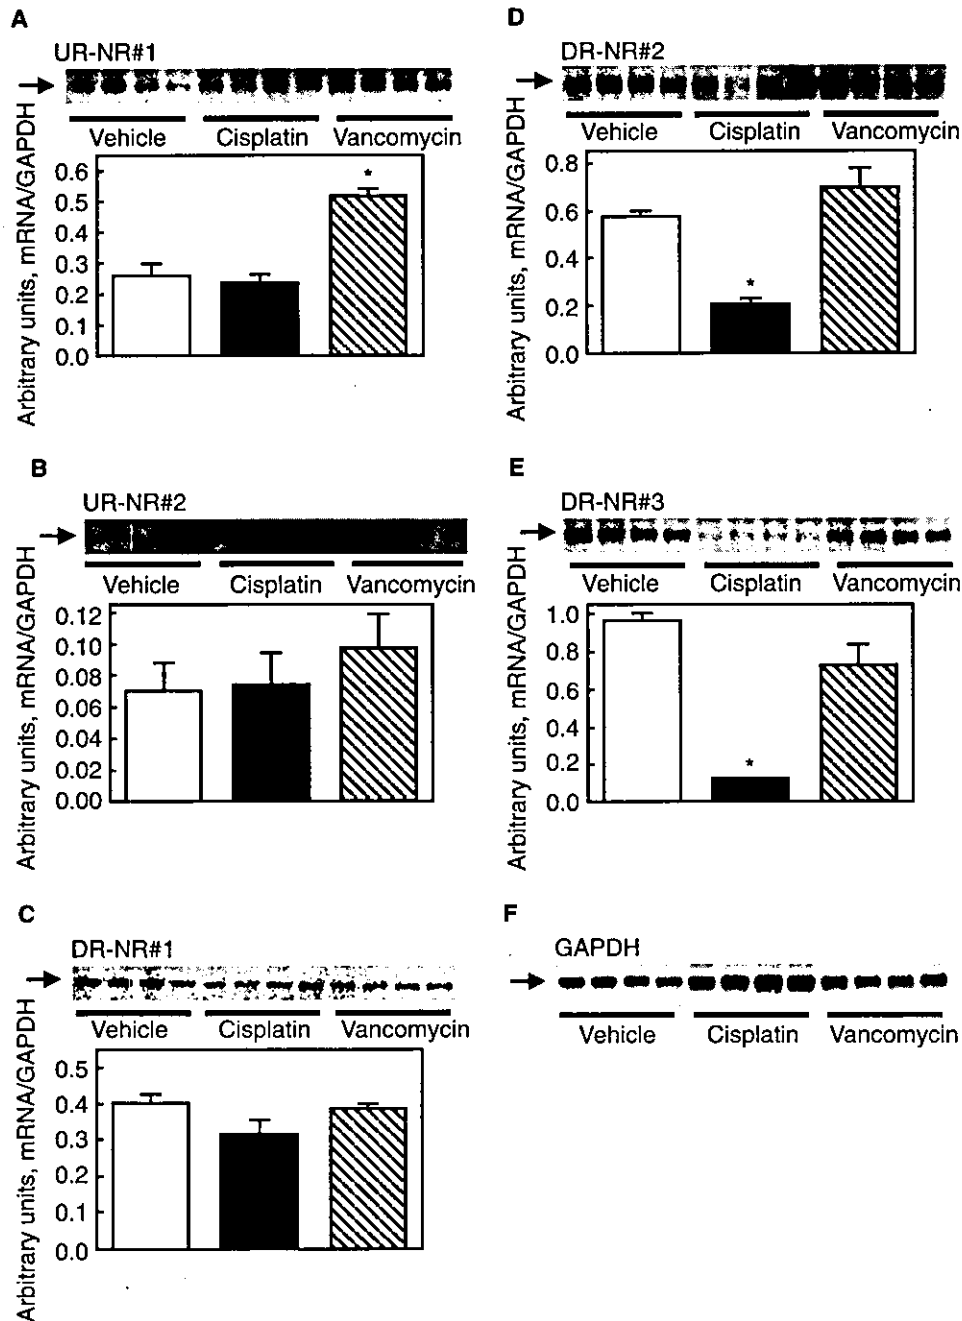 A
UR-NR#1
Vehicle
Cisplatin
Vancomycin
Arbitrary units, mRNA/GAPDH
0.6
0.5
0.4
0.3
0.2
0.1
0.0
*
B
UR-NR#2
Vehicle
Cisplatin
Vancomycin
Arbitrary units, mRNA/GAPDH
0.12
0.10
0.08
0.06
0.04
0.02
0.00
C
DR-NR#1
Vehicle
Cisplatin
Vancomycin
Arbitrary units, mRNA/GAPDH
0.5
0.4
0.3
0.2
0.1
0.0
D
DR-NR#2
Vehicle
Cisplatin
Vancomycin
Arbitrary units, mRNA/GAPDH
0.8
0.6
0.4
0.2
0.0
*
E
DR-NR#3
Vehicle
Cisplatin
Vancomycin
Arbitrary units, mRNA/GAPDH
1.0
0.8
0.6
0.4
0.2
0.0
*
F
GAPDH
Vehicle
Cisplatin
Vancomycin